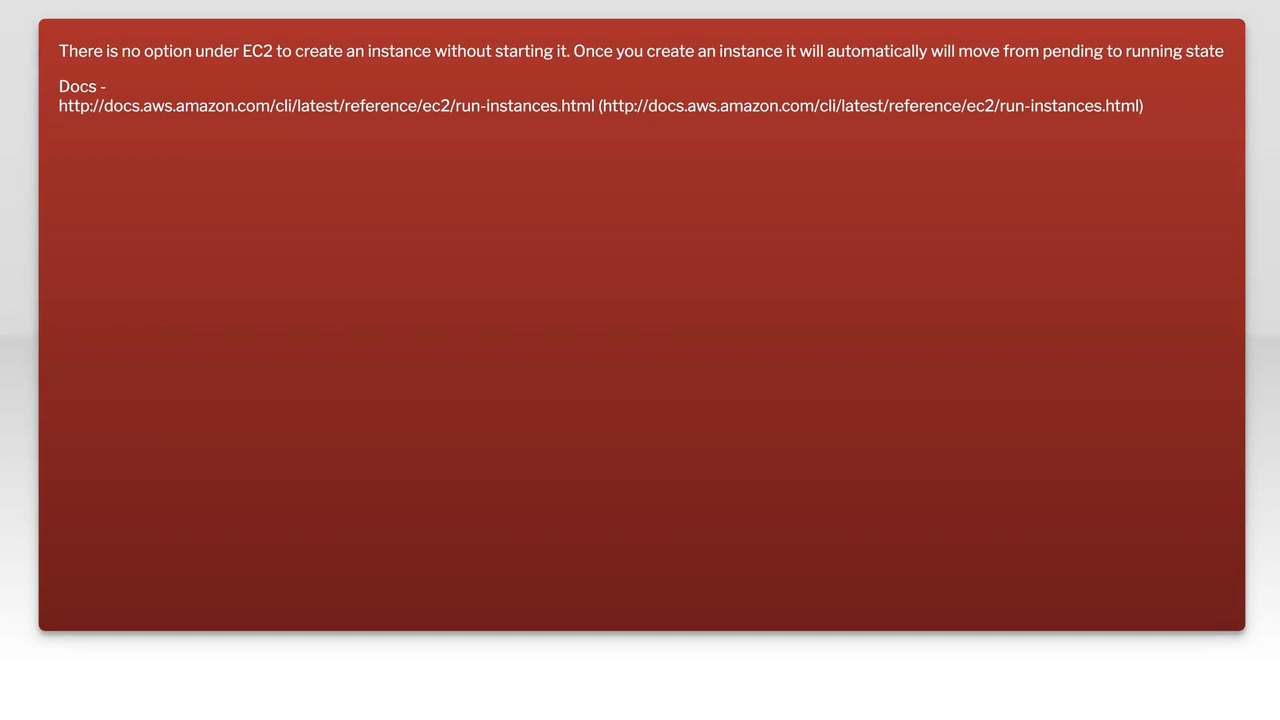 There is no option under EC2 to create an instance without starting it. Once you create an instance it will automatically will move from pending to running state
Docs -
http://docs.aws.amazon.com/cli/latest/reference/ec2/run-instances.html (http://docs.aws.amazon.com/cli/latest/reference/ec2/run-instances.html)